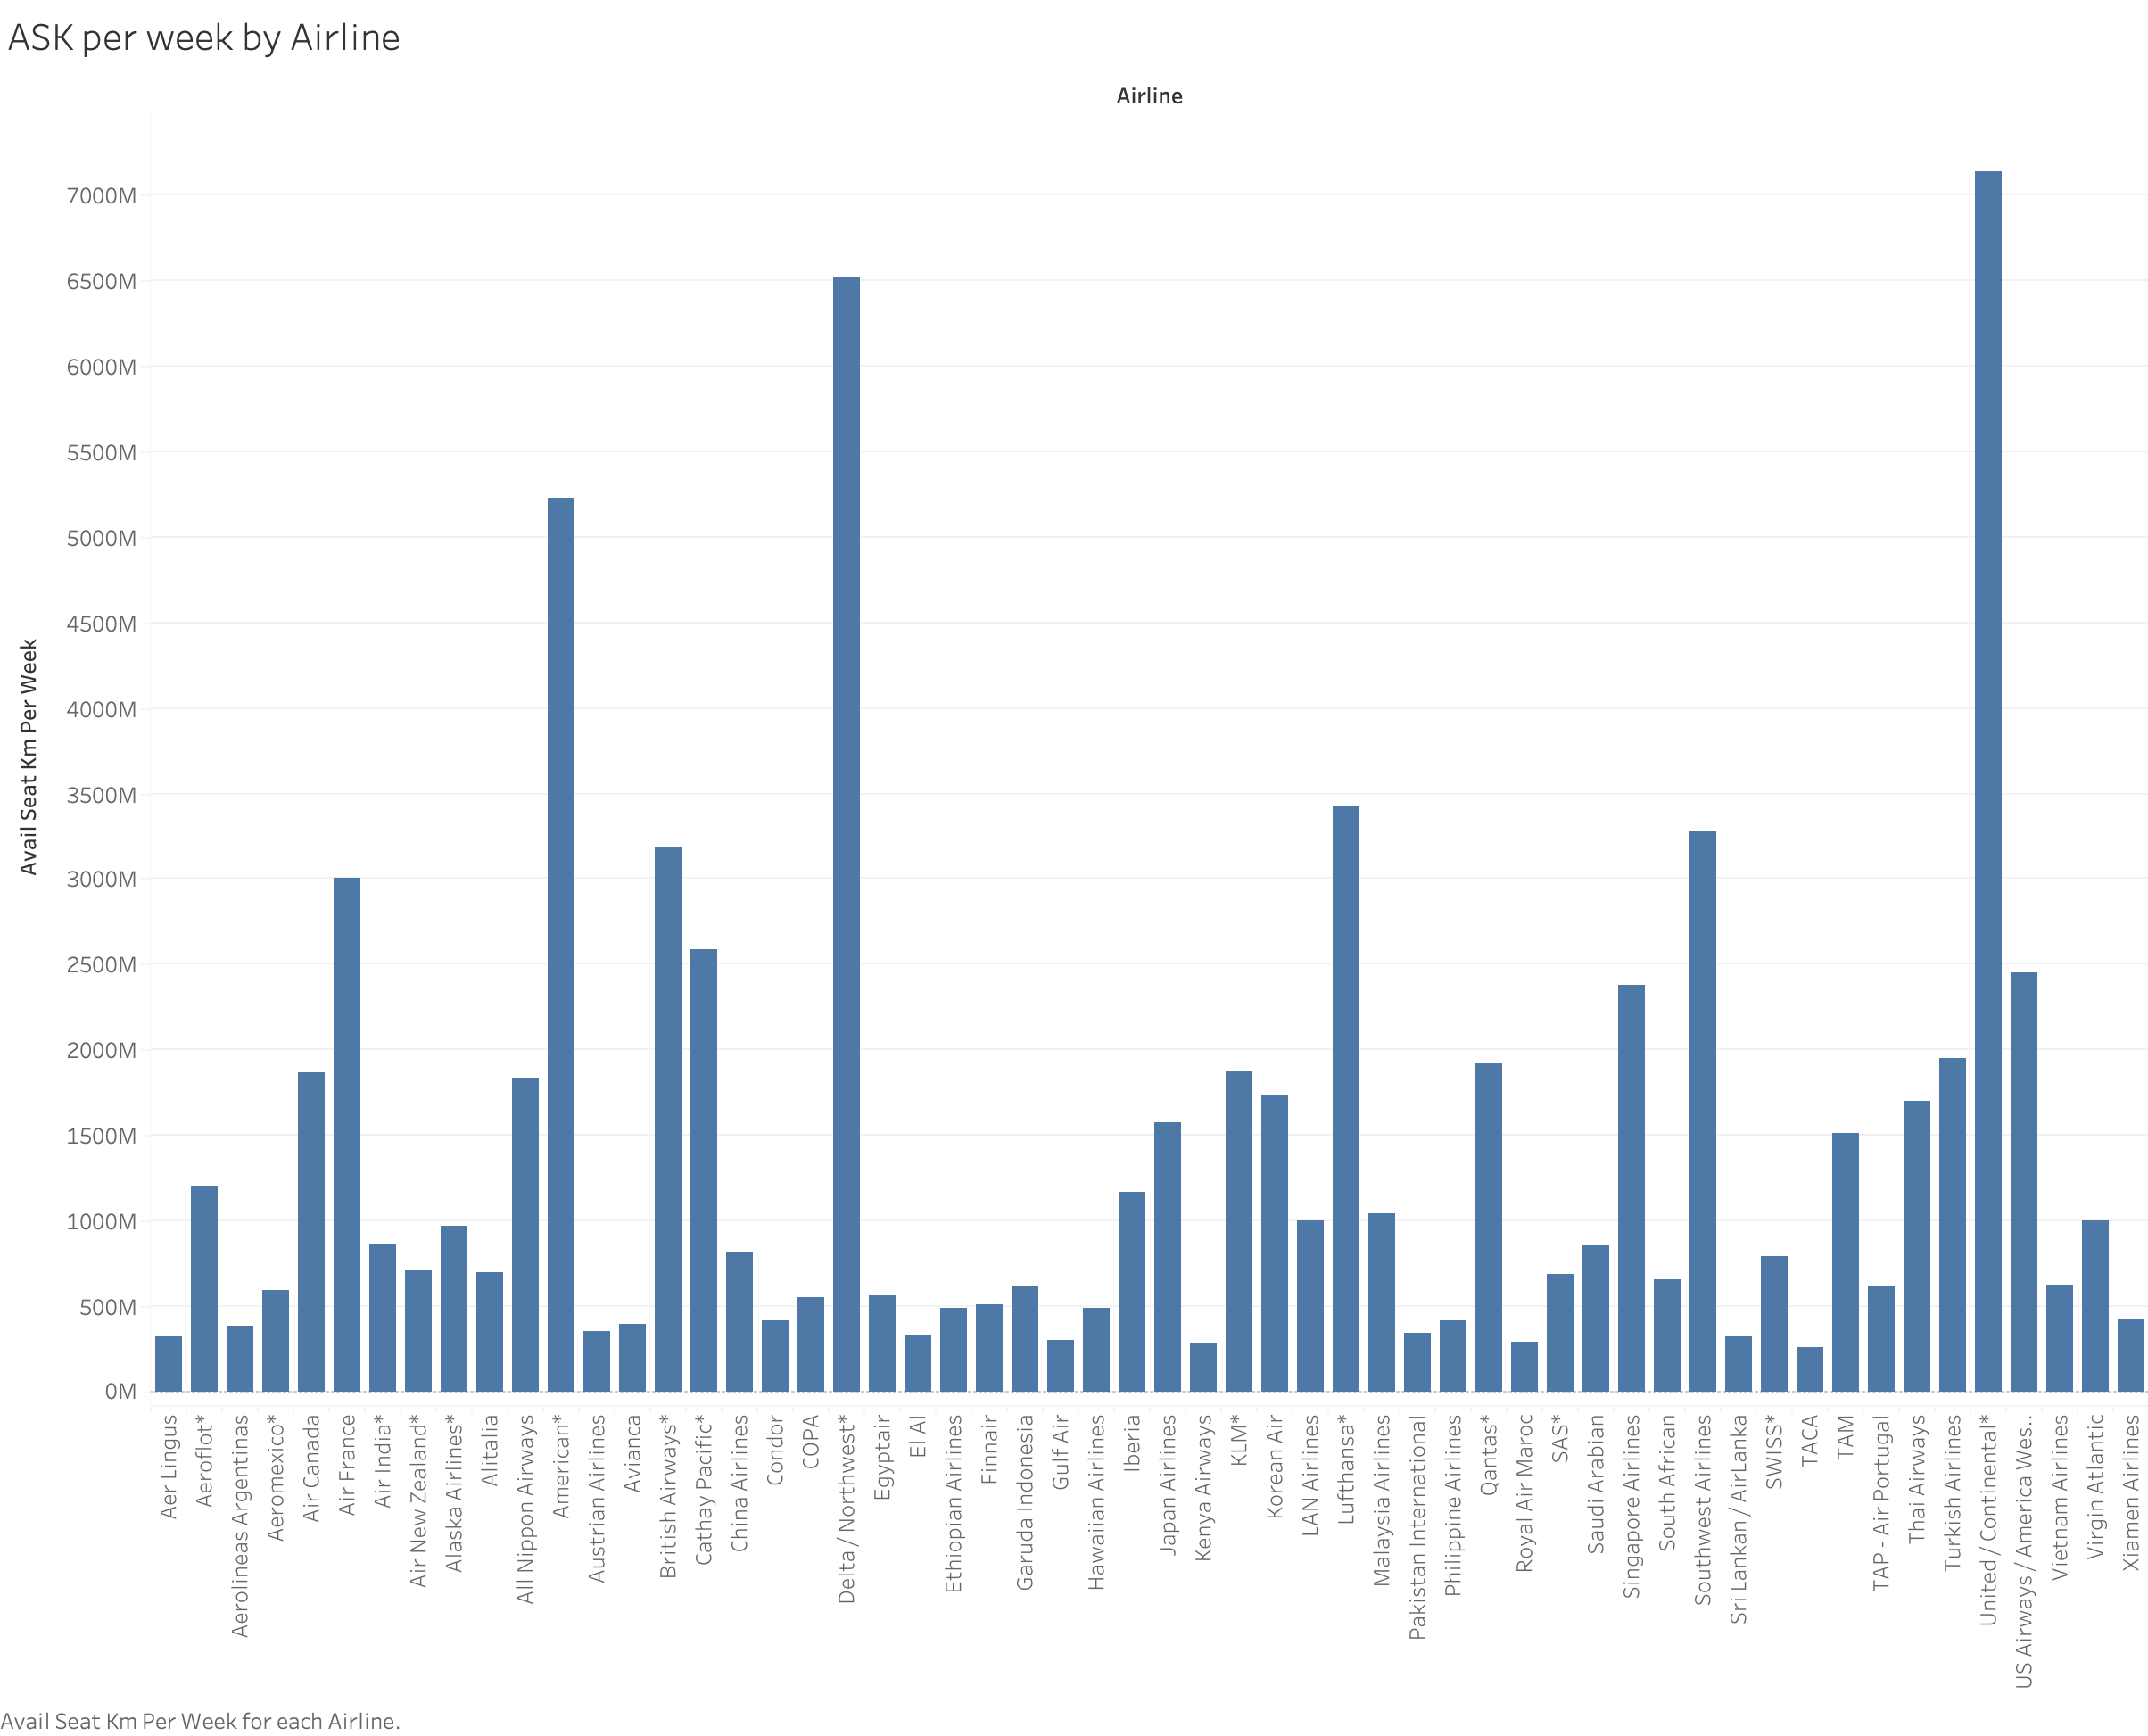 ASK per week by Airline
Airline
Avail Seat Km Per Week
7000M
6500M
6000M
5500M
5000M
4500M
4000M
3500M
3000M
2500M
2000M
1500M
1000M
500M
0M
Aer Lingus
Aeroflot*
Aerolineas Argentinas
Aeromexico*
Air Canada
Air France
Air India*
Air New Zealand*
Alaska Airlines*
Alitalia
All Nippon Airways
American*
Austrian Airlines
Avianca
British Airways*
Cathay Pacific*
China Airlines
Condor
COPA
Delta / Northwest*
Egyptair
El Al
Ethiopian Airlines
Finnair
Garuda Indonesia
Gulf Air
Hawaiian Airlines
Iberia
Japan Airlines
Kenya Airways
KLM*
Korean Air
LAN Airlines
Lufthansa*
Malaysia Airlines
Pakistan International
Philippine Airlines
Qantas*
Royal Air Maroc
SAS*
Saudi Arabian
Singapore Airlines
South African
Southwest Airlines
Sri Lankan / AirLanka
SWISS*
TACA
TAM
TAP - Air Portugal
Thai Airways
Turkish Airlines
United / Continental*
US Airways / America Wes..
Vietnam Airlines
Virgin Atlantic
Xiamen Airlines
Avail Seat Km Per Week for each Airline.